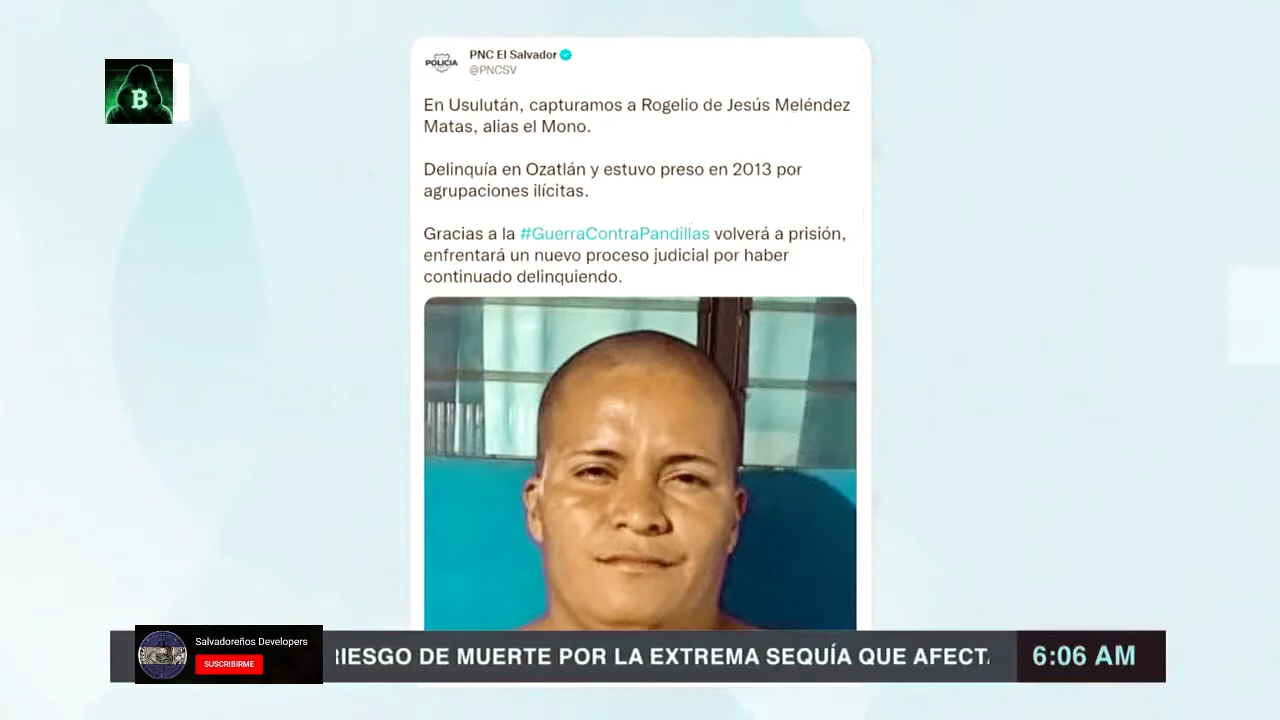 PNC El Salvador
@PNCSV
POLICIA
En Usulután, capturamos a Rogelio de Jesús Meléndez
Matas, alias el Mono.
Delinquía en Ozatlán y estuvo preso en 2013 por
agrupaciones ilícitas.
Gracias a la #GuerraContraPandillas volverá a prisión,
enfrentará un nuevo proceso judicial por haber
continuado delinquiendo.
Salvadoreños Developers
SUSCRIBIRME
RIESGO DE MUERTE POR LA EXTREMA SEQUÍA QUE AFECTA
6:06 AM